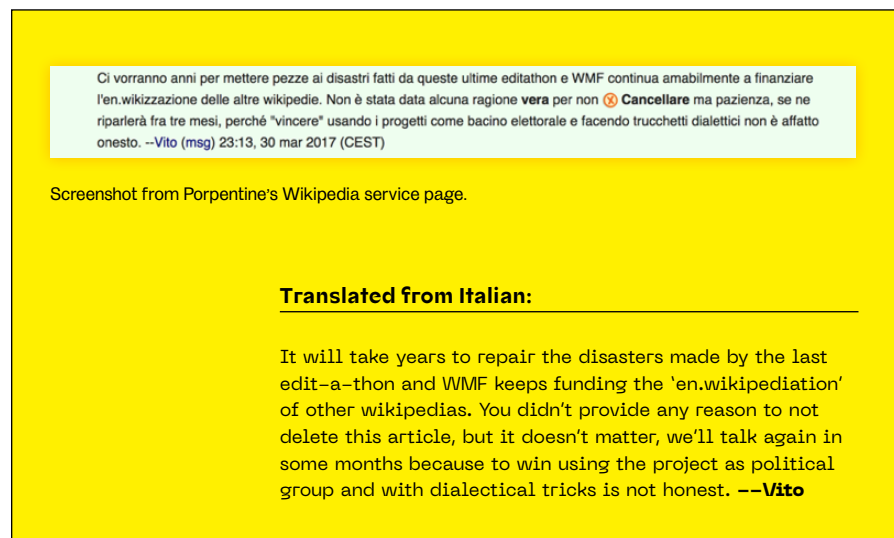 Ci vorranno anni per mettere pezze ai disastri fatti da queste ultime editathon e WMF continua amabilmente a finanziare
l'en.wikizzazione delle altre wikipedie. Non è stata data alcuna ragione vera per non Cancellare ma pazienza, se ne
riparlerà fra tre mesi, perché "vincere" usando i progetti come bacino elettorale e facendo trucchetti dialettici non è affatto
onesto. --Vito (msg) 23:13, 30 mar 2017 (CEST)
Screenshot from Porpentine's Wikipedia service page.
Translated from Italian:
It will take years to repair the disasters made by the last
edit-a-thon and WMF keeps funding the 'en.wikipediation'
of other wikipedias. You didn't provide any reason to not
delete this article, but it doesn't matter, we'll talk again in
some months because to win using the project as political
group and with dialectical tricks is not honest. --Vito